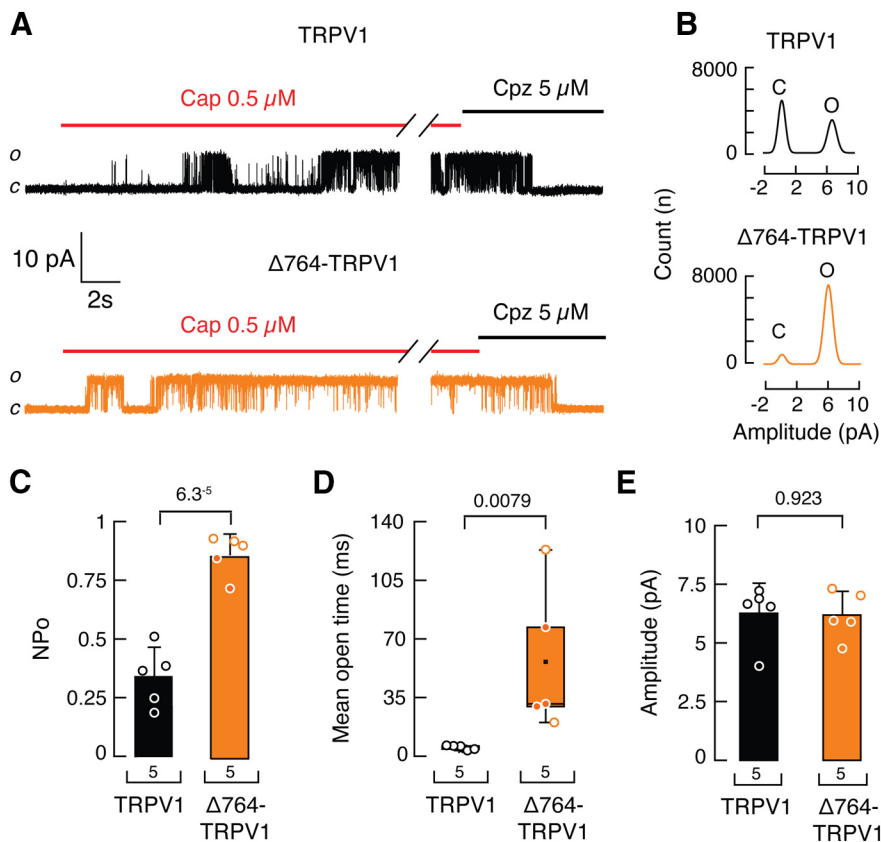 A
TRPV1
Cap 0.5 µM
Cpz 5 µM
o
c
10 pA
2s
Δ764-TRPV1
Cap 0.5 µM
Cpz 5 µM
o
c
B
TRPV1
8000
C
O
0
-2 2 6 10
Count (n)
Δ764-TRPV1
8000
O
C
0
-2 2 6 10
Amplitude (pA)
C
6.3-5
1
0.75
0.5
0.25
0
NPo
5 5
TRPV1 Δ764-
TRPV1
D
0.0079
140
105
70
35
0
Mean open time (ms)
5 5
TRPV1 Δ764-
TRPV1
E
0.923
10
7.5
5
2.5
0
Amplitude (pA)
5 5
TRPV1 Δ764-
TRPV1